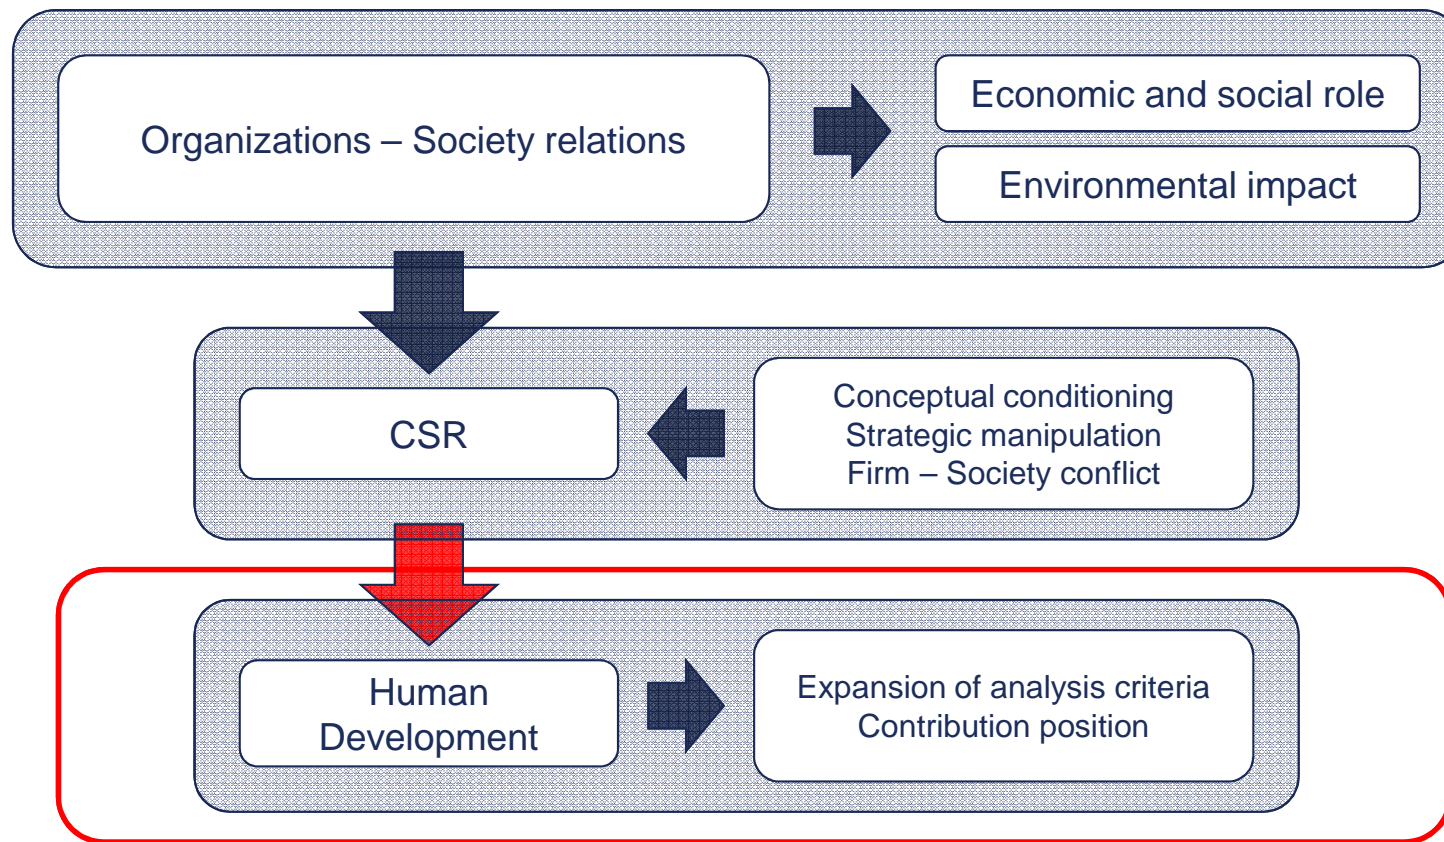 Organizations – Society relations
Economic and social role
Environmental impact
CSR
Conceptual conditioning
Strategic manipulation
Firm – Society conflict
Human
Development
Expansion of analysis criteria
Contribution position